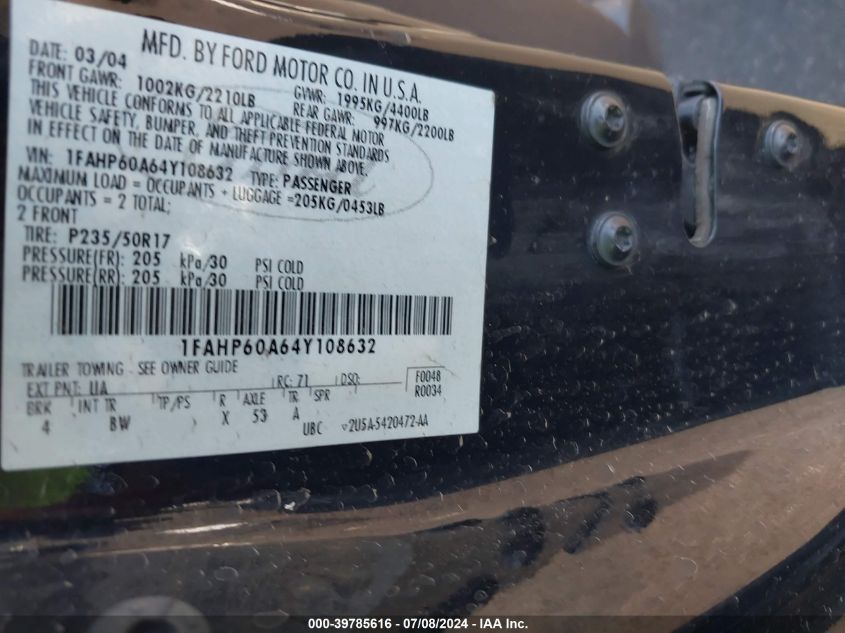 MFD. BY FORD MOTOR CO. IN U.S.A.
DATE: 03/04 GVWR: 1995KG/4400LB
FRONT GAWR: 1002KG/2210LB REAR GAWR: 997KG/2200LB
THIS VEHICLE CONFORMS TO ALL APPLICABLE FEDERAL MOTOR
VEHICLE SAFETY, BUMPER, AND THEFT PREVENTION STANDARDS
IN EFFECT ON THE DATE OF MANUFACTURE SHOWN ABOVE.
VIN: 1FAHP60A64Y108632 TYPE: PASSENGER
MAXIMUM LOAD = OCCUPANTS + LUGGAGE =205KG/0453LB
OCCUPANTS = 2 TOTAL;
2 FRONT
TIRE: P235/50R17
PRESSURE(FR): 205 kPa/30 PSI COLD
PRESSURE(RR): 205 kPa/30 PSI COLD
1FAHP60A64Y108632
TRAILER TOWING - SEE OWNER GUIDE
EXT PNT: UA RC: 71 DSO: F0048
R0034
BRK INT TR TP/PS R AXLE TR SPR
4 BW X 53 A UBC 2U5A-5420472-AA
000-39785616 - 07/08/2024 - IAA Inc.